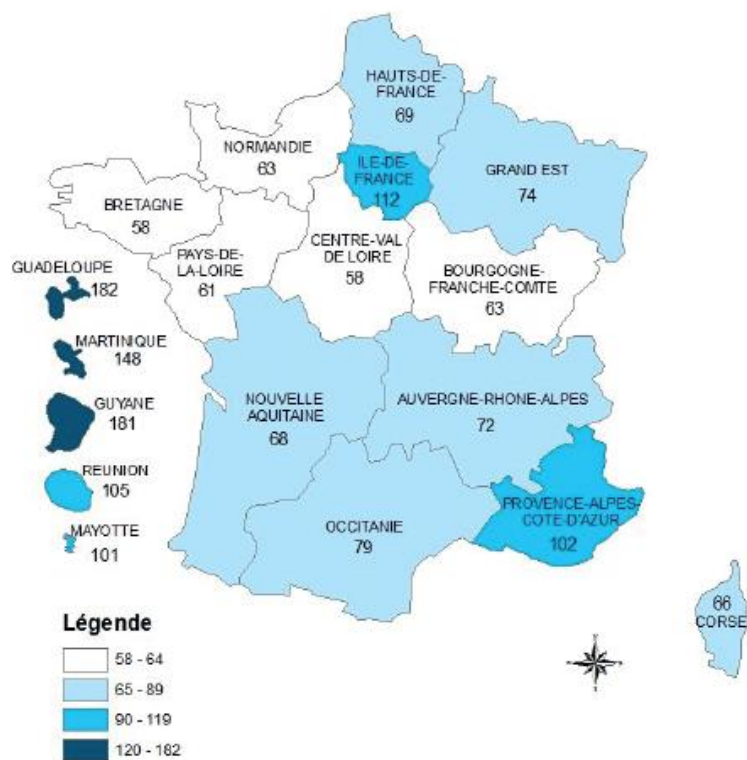 HAUTS-DE-
FRANCE
69
NORMANDIE
63
ILE-DE-
FRANCE
112
GRAND EST
74
BRETAGNE
58
PAYS-DE-
LA-LOIRE
61
CENTRE-VAL
DE LOIRE
58
BOURGOGNE-
FRANCHE-COMTE
63
GUADELOUPE
182
MARTINIQUE
148
GUYANE
181
REUNION
105
MAYOTTE
101
NOUVELLE
AQUITAINE
68
AUVERGNE-RHONE-ALPES
72
OCCITANIE
79
PROVENCE-ALPES-
COTE-D'AZUR
102
66
CORSE
Légende
58 - 64
65 - 89
90 - 119
120 - 182